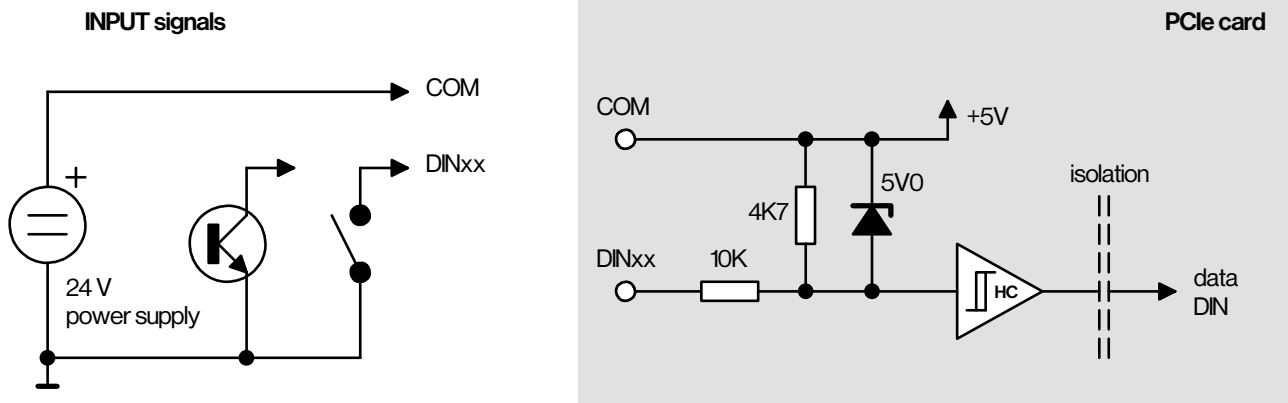 INPUT signals
PCIe card
COM
DINxx
+
24 V
power supply
COM
+5V
5V0
4K7
isolation
DINxx
10K
HC
data
DIN